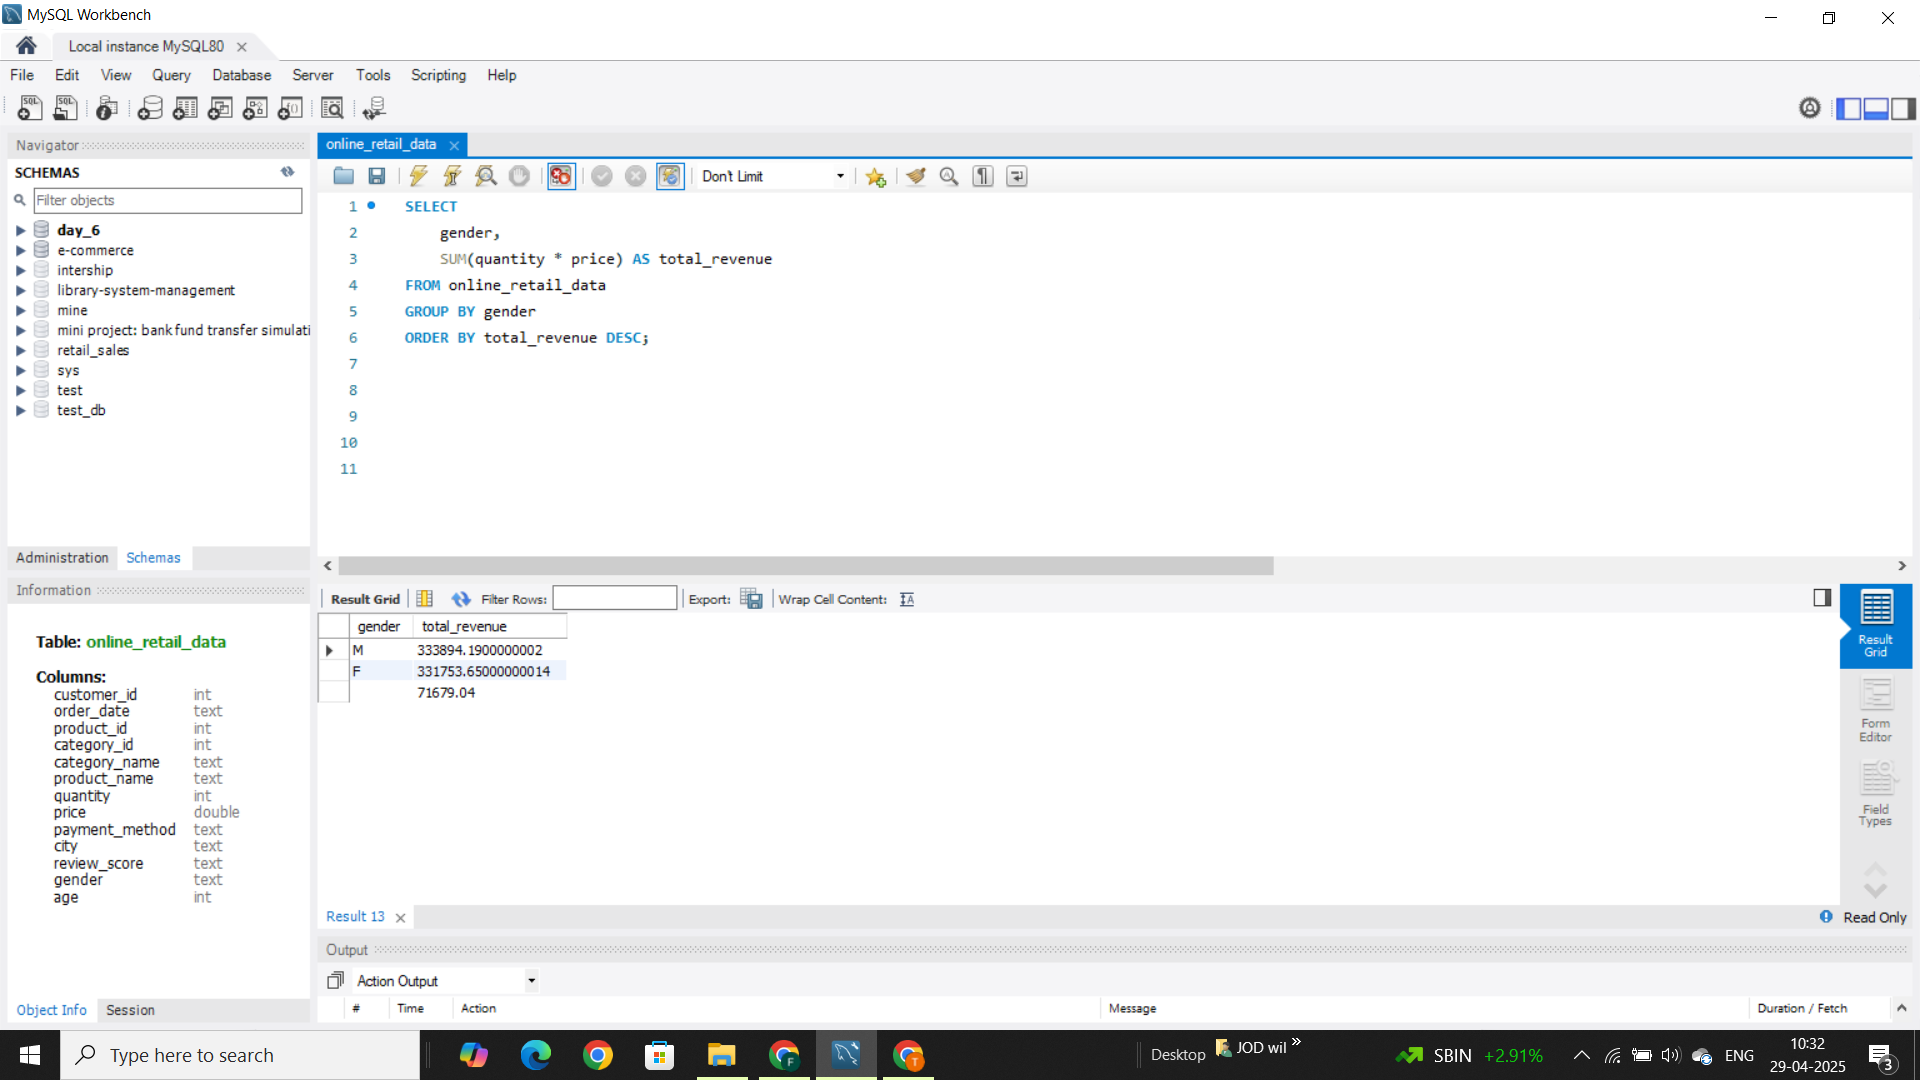 MySQL Workbench
Local instance MySQL80
File Edit View Query Database Server Tools Scripting Help
Navigator
SCHEMAS
Filter objects
day_6
e-commerce
intership
library-system-management
mine
mini project: bank fund transfer simulati
retail_sales
sys
test
test_db
Administration Schemas
Information
Table: online_retail_data
Columns:
customer_id int
order_date text
product_id int
category_id int
category_name text
product_name text
quantity int
price double
payment_method text
city text
review_score text
gender text
age int
Object Info Session
online_retail_data
Don't Limit
1 SELECT
2 gender,
3 SUM(quantity * price) AS total_revenue
4 FROM online_retail_data
5 GROUP BY gender
6 ORDER BY total_revenue DESC;
7
8
9
10
11
Result Grid Filter Rows: Export: Wrap Cell Content:
gender total_revenue
M 333894.1900000002
F 331753.65000000014
71679.04
Result Grid
Form Editor
Field Types
Result 13
Read Only
Output
Action Output
# Time Action Message Duration / Fetch
Type here to search
Desktop
JOD wil
SBIN +2.91%
ENG
10:32
29-04-2025
3